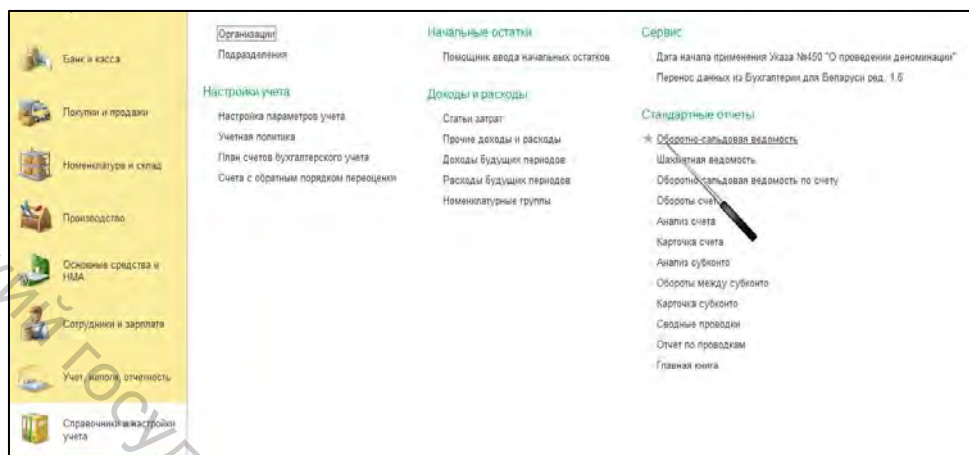 Банк и касса
Покупки и продажи
Номенклатура и склад
Производство
Основные средства и
НМА
Сотрудники и зарплата
Учет, налоги, отчетность
Справочники и настройки
учета
Организации
Подразделения
Настройки учета
Настройка параметров учета
Учетная политика
План счетов бухгалтерского учета
Счета с обратным порядком переоценки
Начальные остатки
Помощник ввода начальных остатков
Доходы и расходы
Статьи затрат
Прочие доходы и расходы
Доходы будущих периодов
Расходы будущих периодов
Номенклатурные группы
Сервис
Дата начала применения Указа №450 "О проведении деноминации"
Перенос данных из Бухгалтерии для Беларуси ред. 1.6
Стандартные отчеты
Оборотно-сальдовая ведомость
Шахматная ведомость
Оборотно-сальдовая ведомость по счету
Обороты счета
Анализ счета
Карточка счета
Анализ субконто
Обороты между субконто
Карточка субконто
Сводные проводки
Отчет по проводкам
Главная книга